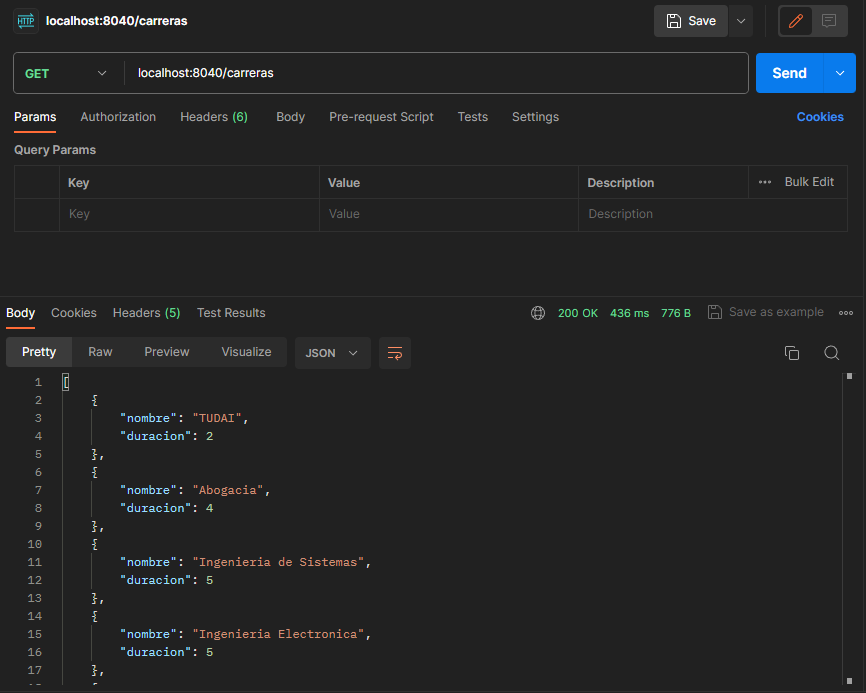 HTTP localhost:8040/carreras Save
GET localhost:8040/carreras Send
Params Authorization Headers (6) Body Pre-request Script Tests Settings Cookies
Query Params
Key Value Description ••• Bulk Edit
Key Value Description
Body Cookies Headers (5) Test Results 200 OK 436 ms 776 B Save as example
Pretty Raw Preview Visualize JSON
1 [
2 {
3 "nombre": "TUDAI",
4 "duracion": 2
5 },
6 {
7 "nombre": "Abogacia",
8 "duracion": 4
9 },
10 {
11 "nombre": "Ingenieria de Sistemas",
12 "duracion": 5
13 },
14 {
15 "nombre": "Ingenieria Electronica",
16 "duracion": 5
17 },